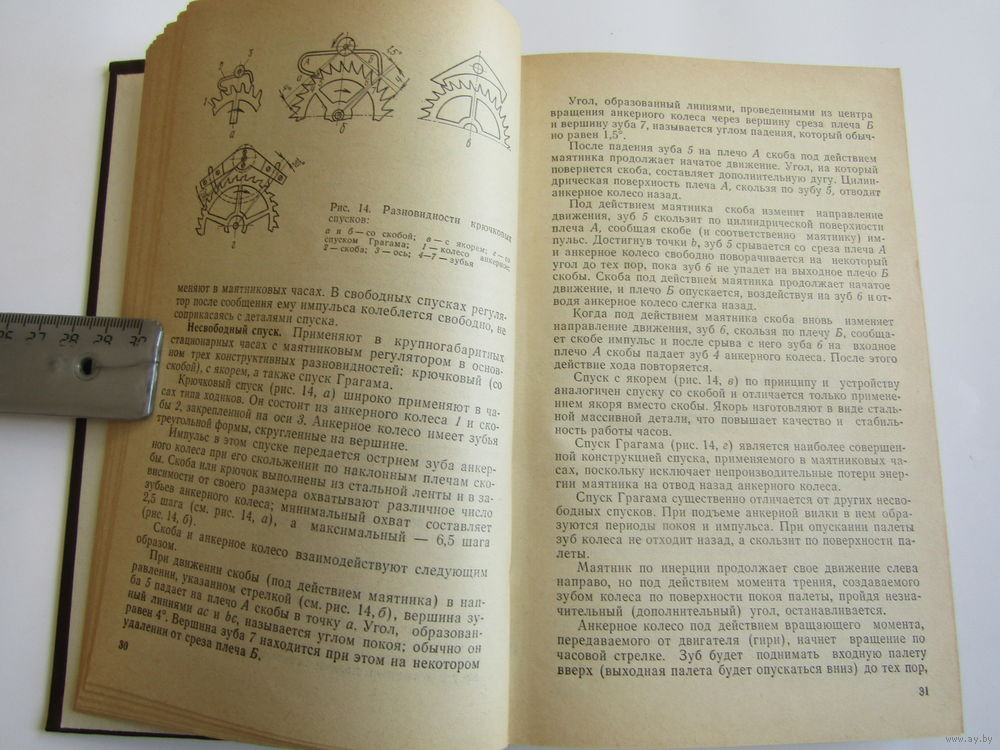 Рис. 14. Разновидности крючковых
спусков:
а и б — со скобой; в — с якорем; г — со
спуском Грагама; 1 — колесо анкерное;
2 — скоба; 3 — ось; 4—7 — зубья
меняют в маятниковых часах. В свободных спусках регуля-
тор после сообщения ему импульса колеблется свободно, не
соприкасаясь с деталями спуска.
Несвободный спуск. Применяют в крупногабаритных
стационарных часах с маятниковым регулятором в основ-
ном трех конструктивных разновидностей: крючковый (со
скобой), с якорем, а также спуск Грагама.
Крючковый спуск (рис. 14, а) широко применяют в ча-
сах типа ходиков. Он состоит из анкерного колеса 1 и ско-
бы 2, закрепленной на оси 3. Анкерное колесо имеет зубья
треугольной формы, скругленные на вершине.
Импульс в этом спуске передается острием зуба анкер-
ного колеса при его скольжении по наклонным плечам ско-
бы. Скоба или крючок выполнены из стальной ленты и в за-
висимости от своего размера охватывают различное число
зубьев анкерного колеса; минимальный охват составляет
2,5 шага (см. рис. 14, а), а максимальный — 6,5 шага
(рис. 14, б).
Скоба и анкерное колесо взаимодействуют следующим
образом.
При движении скобы (под действием маятника) в нап-
равлении, указанном стрелкой (см. рис. 14, б), вершина зу-
ба 5 падает на плечо А скобы в точку а. Угол, образован-
ный линиями ас и bс, называется углом покоя; обычно он
равен 4°. Вершина зуба 7 находится при этом на некотором
удалении от среза плеча Б.
30
Угол, образованный линиями, проведенными из центра
вращения анкерного колеса через вершину среза плеча Б
и вершину зуба 7, называется углом падения, который обыч-
но равен 1,5°.
После падения зуба 5 на плечо А скоба под действием
маятника продолжает начатое движение. Угол, на который
повернется скоба, составляет дополнительную дугу. Цилин-
дрическая поверхность плеча А, скользя по зубу 5, отводит
анкерное колесо назад.
Под действием маятника скоба изменит направление
движения, зуб 5 скользит по цилиндрической поверхности
плеча А, сообщая скобе (и соответственно маятнику) им-
пульс. Достигнув точки b, зуб 5 срывается со среза плеча А
и анкерное колесо свободно поворачивается на некоторый
угол до тех пор, пока зуб 6 не упадет на выходное плечо Б
скобы. Скоба под действием маятника продолжает начатое
движение, и плечо Б опускается, воздействуя на зуб 6 и от-
водя анкерное колесо слегка назад.
Когда под действием маятника скоба вновь изменяет
направление движения, зуб 6, скользя по плечу Б, сообща-
ет скобе импульс и после срыва с него зуба 6 на входное
плечо А скобы падает зуб 4 анкерного колеса. После этого
действие хода повторяется.
Спуск с якорем (рис. 14, в) по принципу и устройству
аналогичен спуску со скобой и отличается только примене-
нием якоря вместо скобы. Якорь изготовляют в виде сталь-
ной массивной детали, что повышает качество и стабиль-
ность работы часов.
Спуск Грагама (рис. 14, г) является наиболее совершен-
ной конструкцией спуска, применяемого в маятниковых ча-
сах, поскольку исключает непроизводительные потери энер-
гии маятника на отвод назад анкерного колеса.
Спуск Грагама существенно отличается от других несво-
бодных спусков. При подъеме анкерной вилки в нем обра-
зуются периоды покоя и импульса. При опускании палеты
зуб колеса не отходит назад, а скользит по поверхности па-
леты.
Маятник по инерции продолжает свое движение слева
направо, но под действием момента трения, создаваемого
зубом колеса по поверхности покоя палеты, пройдя незна-
чительный (дополнительный) угол, останавливается.
Анкерное колесо под действием вращающего момента,
передаваемого от двигателя (гири), начнет вращение по
часовой стрелке. Зуб будет поднимать входную палету
вверх (выходная палета будет опускаться вниз) до тех пор,
31
27 28 29 30
www.ay.by